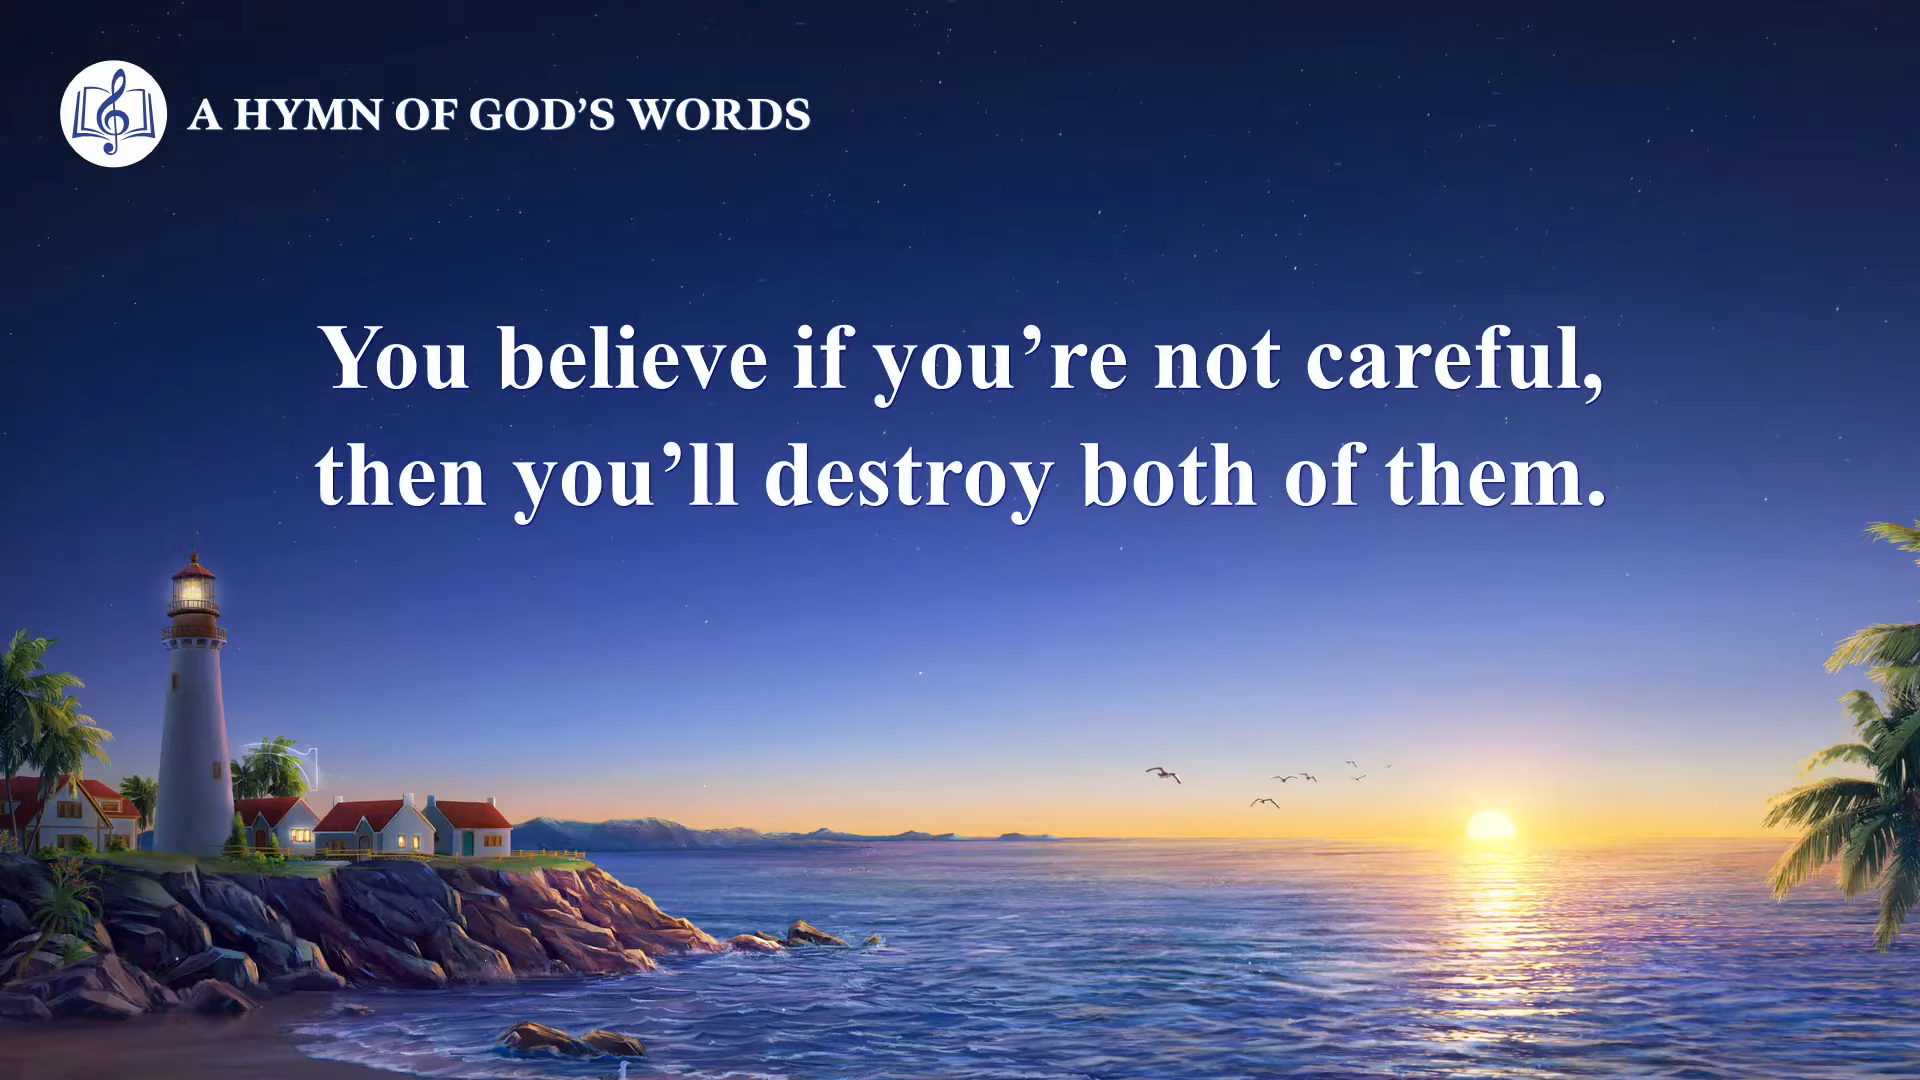 A HYMN OF GOD’S WORDS
You believe if you’re not careful,
then you’ll destroy both of them.